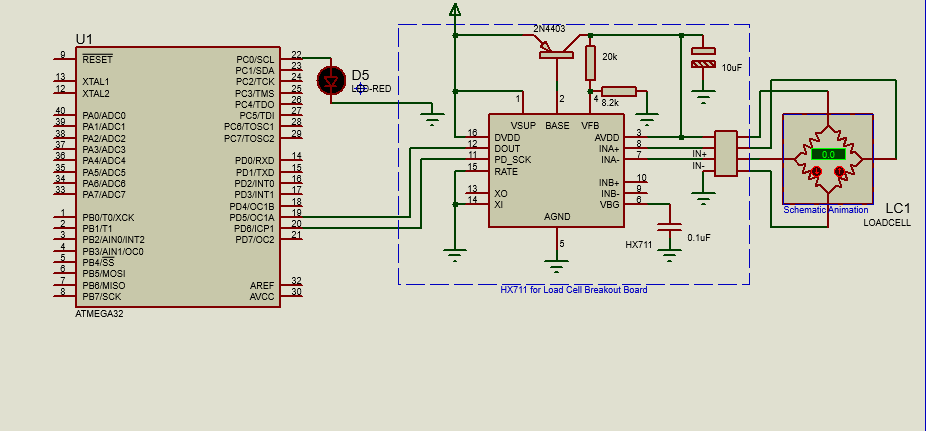 U1
9 RESET
13 XTAL1
12 XTAL2
40 PA0/ADC0
39 PA1/ADC1
38 PA2/ADC2
37 PA3/ADC3
36 PA4/ADC4
35 PA5/ADC5
34 PA6/ADC6
33 PA7/ADC7
1 PB0/T0/XCK
2 PB1/T1
3 PB2/AIN0/INT2
4 PB3/AIN1/OC0
5 PB4/SS
6 PB5/MOSI
7 PB6/MISO
8 PB7/SCK
PC0/SCL 22
PC1/SDA 23
PC2/TCK 24
PC3/TMS 25
PC4/TDO 26
PC5/TDI 27
PC6/TOSC1 28
PC7/TOSC2 29
PD0/RXD 14
PD1/TXD 15
PD2/INT0 16
PD3/INT1 17
PD4/OC1B 18
PD5/OC1A 19
PD6/ICP1 20
PD7/OC2 21
AREF 32
AVCC 30
ATMEGA32
D5
LED-RED
2N4403
20k
8.2k
10uF
1
2
4
VSUP BASE VFB
16 DVDD
12 DOUT
11 PD_SCK
15 RATE
13 XO
14 XI
AVDD 3
INA+ 8
INA- 7
INB+ 10
INB- 9
VBG 6
AGND
5
HX711
0.1uF
HX711 for Load Cell Breakout Board
IN+
IN-
0.0
Schematic Animation
LC1
LOADCELL